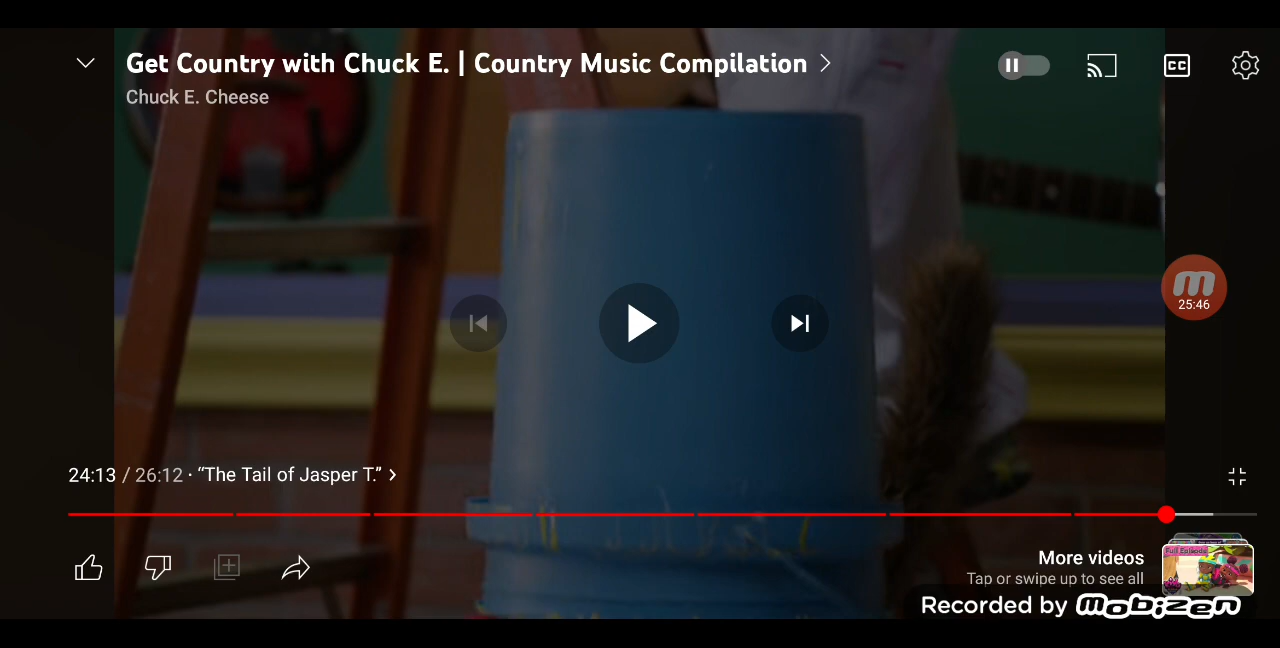 Get Country with Chuck E. | Country Music Compilation
Chuck E. Cheese
CC
m
25:46
24:13 / 26:12 · “The Tail of Jasper T.”
More videos
Full Episode
Tap or swipe up to see all
Recorded by mobizen